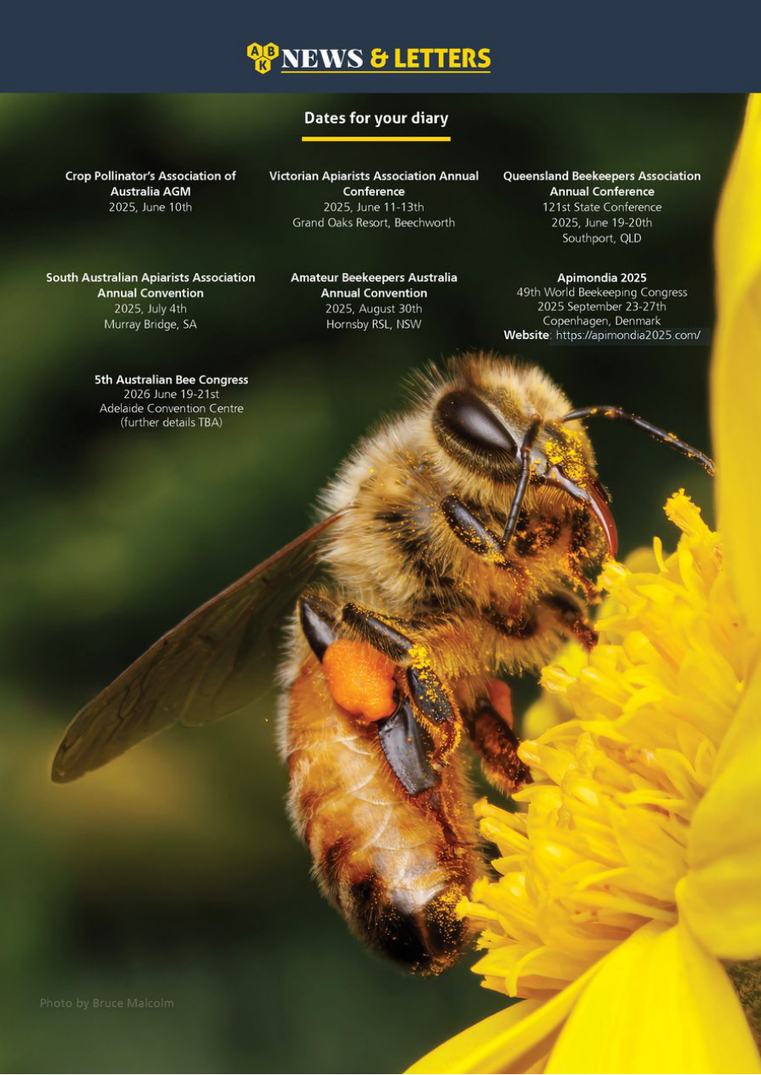 A B K NEWS & LETTERS
Dates for your diary
Crop Pollinator's Association of
Australia AGM
2025, June 10th
Victorian Apiarists Association Annual
Conference
2025, June 11-13th
Grand Oaks Resort, Beechworth
Queensland Beekeepers Association
Annual Conference
121st State Conference
2025, June 19-20th
Southport, QLD
South Australian Apiarists Association
Annual Convention
2025, July 4th
Murray Bridge, SA
Amateur Beekeepers Australia
Annual Convention
2025, August 30th
Hornsby RSL, NSW
Apimondia 2025
49th World Beekeeping Congress
2025 September 23-27th
Copenhagen, Denmark
Website: https://apimondia2025.com/
5th Australian Bee Congress
2026 June 19-21st
Adelaide Convention Centre
(further details TBA)
Photo by Bruce Malcolm